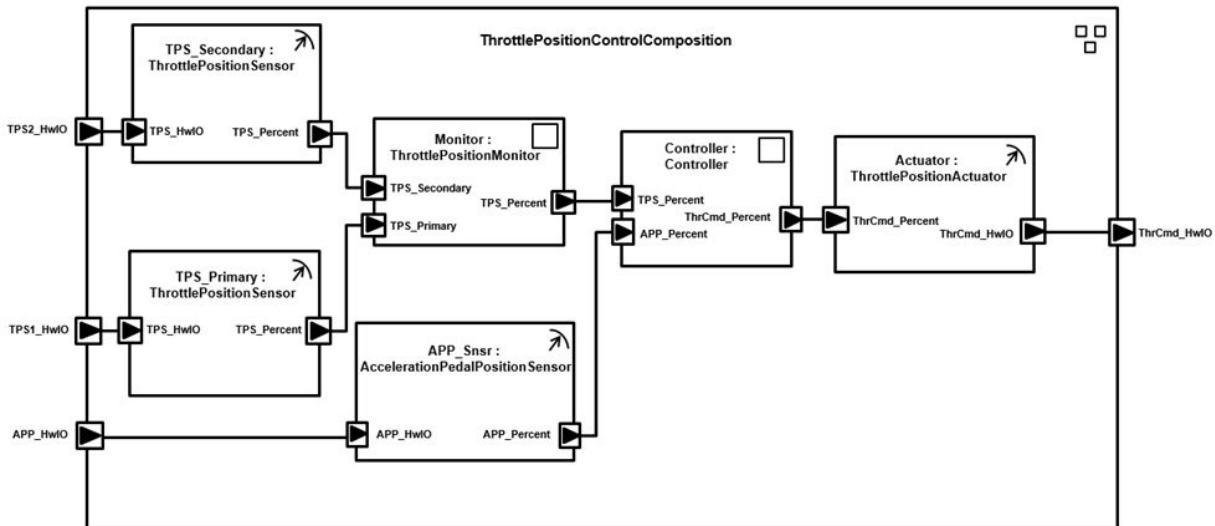 ThrottlePositionControlComposition
TPS_Secondary :
ThrottlePositionSensor
TPS2_HwIO
TPS_HwIO
TPS_Percent
Monitor :
ThrottlePositionMonitor
TPS_Secondary
TPS_Percent
TPS_Primary
Controller :
Controller
TPS_Percent
ThrCmd_Percent
APP_Percent
Actuator :
ThrottlePositionActuator
ThrCmd_Percent
ThrCmd_HwIO
ThrCmd_HwIO
TPS_Primary :
ThrottlePositionSensor
TPS1_HwIO
TPS_HwIO
TPS_Percent
APP_Snsr :
AccelerationPedalPositionSensor
APP_HwIO
APP_HwIO
APP_Percent